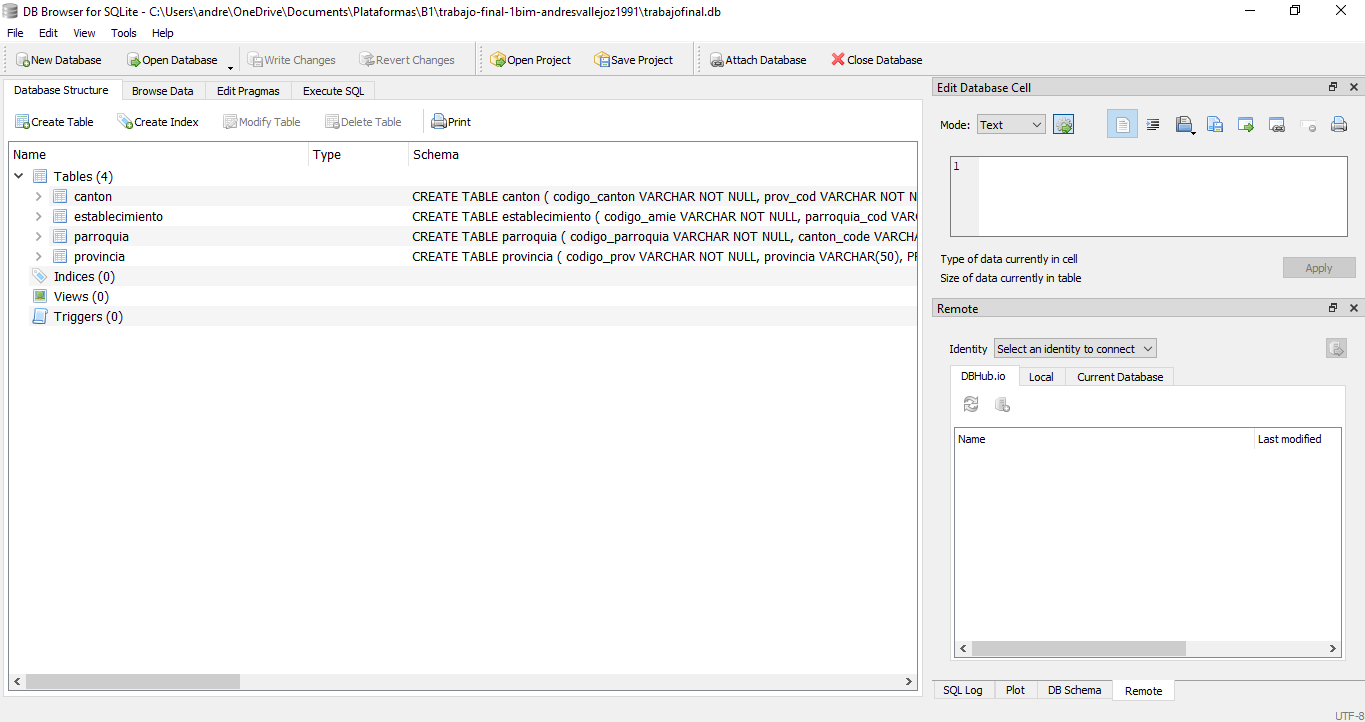 DB Browser for SQLite - C:\Users\andre\OneDrive\Documents\Plataformas\B1\trabajo-final-1bim-andresvallejoz1991\trabajofinal.db
File Edit View Tools Help
New Database Open Database Write Changes Revert Changes Open Project Save Project Attach Database Close Database
Database Structure Browse Data Edit Pragmas Execute SQL
Create Table Create Index Modify Table Delete Table Print
Name Type Schema
Tables (4)
canton CREATE TABLE canton ( codigo_canton VARCHAR NOT NULL, prov_cod VARCHAR NOT N
establecimiento CREATE TABLE establecimiento ( codigo_amie VARCHAR NOT NULL, parroquia_cod VARC
parroquia CREATE TABLE parroquia ( codigo_parroquia VARCHAR NOT NULL, canton_code VARCHA
provincia CREATE TABLE provincia ( codigo_prov VARCHAR NOT NULL, provincia VARCHAR(50), PR
Indices (0)
Views (0)
Triggers (0)
Edit Database Cell
Mode: Text
1
Type of data currently in cell
Size of data currently in table
Apply
Remote
Identity Select an identity to connect
DBHub.io Local Current Database
Name Last modified
SQL Log Plot DB Schema Remote
UTF-8